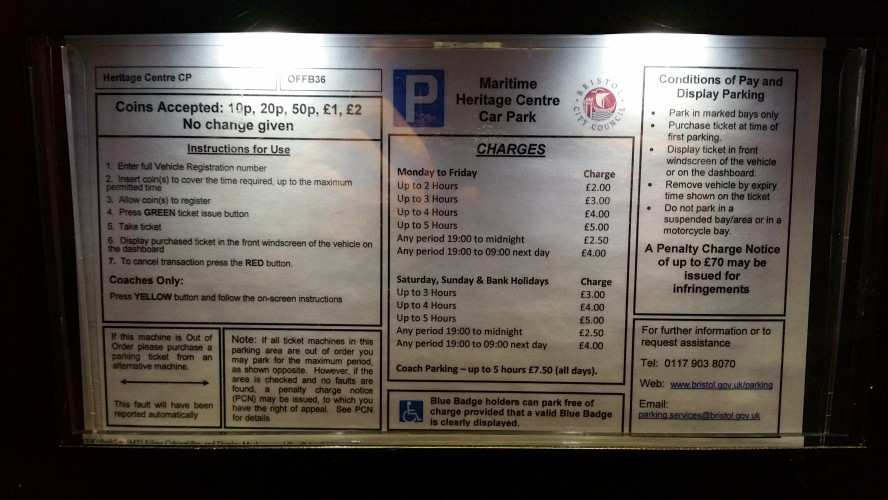 Heritage Centre CP
OFFB36
Coins Accepted: 10p, 20p, 50p, £1, £2
No change given
Instructions for Use
1. Enter full Vehicle Registration number
2. Insert coin(s) to cover the time required, up to the maximum
permitted time
3. Allow coin(s) to register
4. Press GREEN ticket issue button
5. Take ticket
6. Display purchased ticket in the front windscreen of the vehicle on
the dashboard
7. To cancel transaction press the RED button.
Coaches Only:
Press YELLOW button and follow the on-screen instructions
If this machine is Out of
Order please purchase a
parking ticket from an
alternative machine.
This fault will have been
reported automatically
Note: If all ticket machines in this
parking area are out of order you
may park for the maximum period,
as shown opposite. However, if the
area is checked and no faults are
found, a penalty charge notice
(PCN) may be issued, to which you
have the right of appeal. See PCN
for details
P
Maritime
Heritage Centre
Car Park
BRISTOL
CITY COUNCIL
CHARGES
Monday to Friday Charge
Up to 2 Hours £2.00
Up to 3 Hours £3.00
Up to 4 Hours £4.00
Up to 5 Hours £5.00
Any period 19:00 to midnight £2.50
Any period 19:00 to 09:00 next day £4.00
Saturday, Sunday & Bank Holidays Charge
Up to 3 Hours £3.00
Up to 4 Hours £4.00
Up to 5 Hours £5.00
Any period 19:00 to midnight £2.50
Any period 19:00 to 09:00 next day £4.00
Coach Parking – up to 5 hours £7.50 (all days).
Blue Badge holders can park free of
charge provided that a valid Blue Badge
is clearly displayed.
Conditions of Pay and
Display Parking
• Park in marked bays only
• Purchase ticket at time of
first parking.
• Display ticket in front
windscreen of the vehicle
or on the dashboard.
• Remove vehicle by expiry
time shown on the ticket
• Do not park in a
suspended bay/area or in a
motorcycle bay.
A Penalty Charge Notice
of up to £70 may be
issued for
infringements
For further information or to
request assistance
Tel: 0117 903 8070
Web: www.bristol.gov.uk/parking
Email:
parking.services@bristol.gov.uk